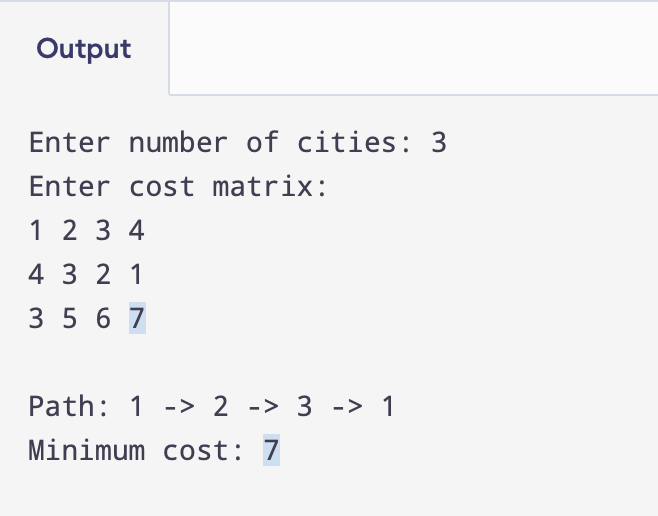 Output
Enter number of cities: 3
Enter cost matrix:
1 2 3 4
4 3 2 1
3 5 6 7
Path: 1 -> 2 -> 3 -> 1
Minimum cost: 7